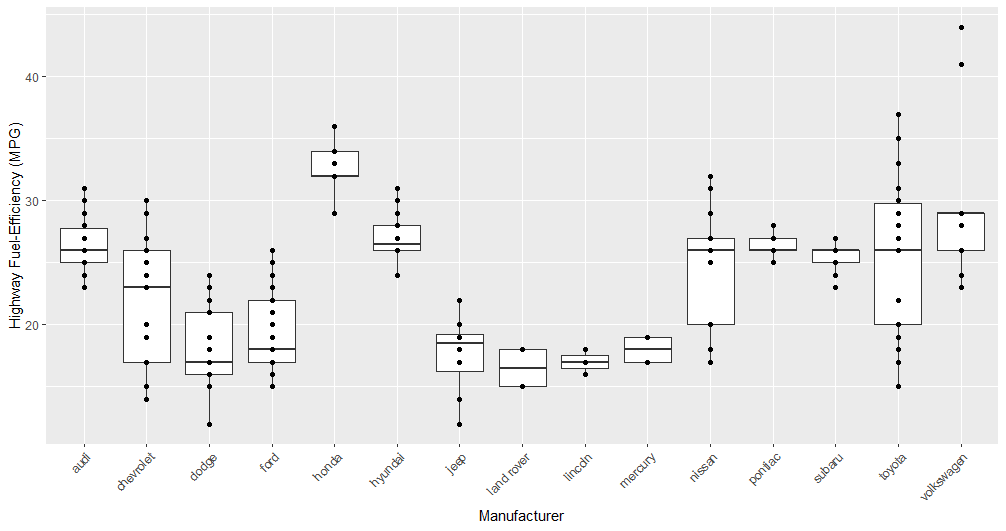 Highway Fuel-Efficiency (MPG)
40
30
20
audi
chevrolet
dodge
ford
honda
hyundai
jeep
land rover
lincoln
mercury
nissan
pontiac
subaru
toyota
volkswagen
Manufacturer